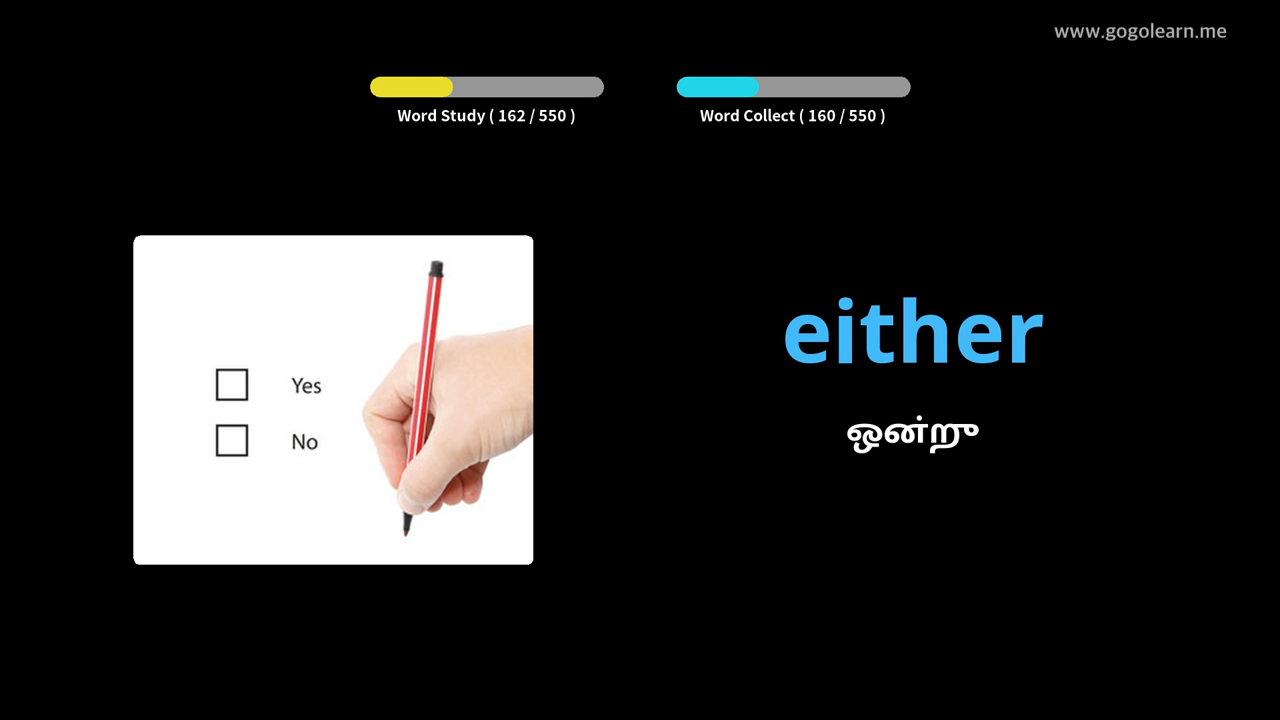 www.gogolearn.me
Word Study ( 162 / 550 )
Word Collect ( 160 / 550 )
Yes
No
either
ஒன்று